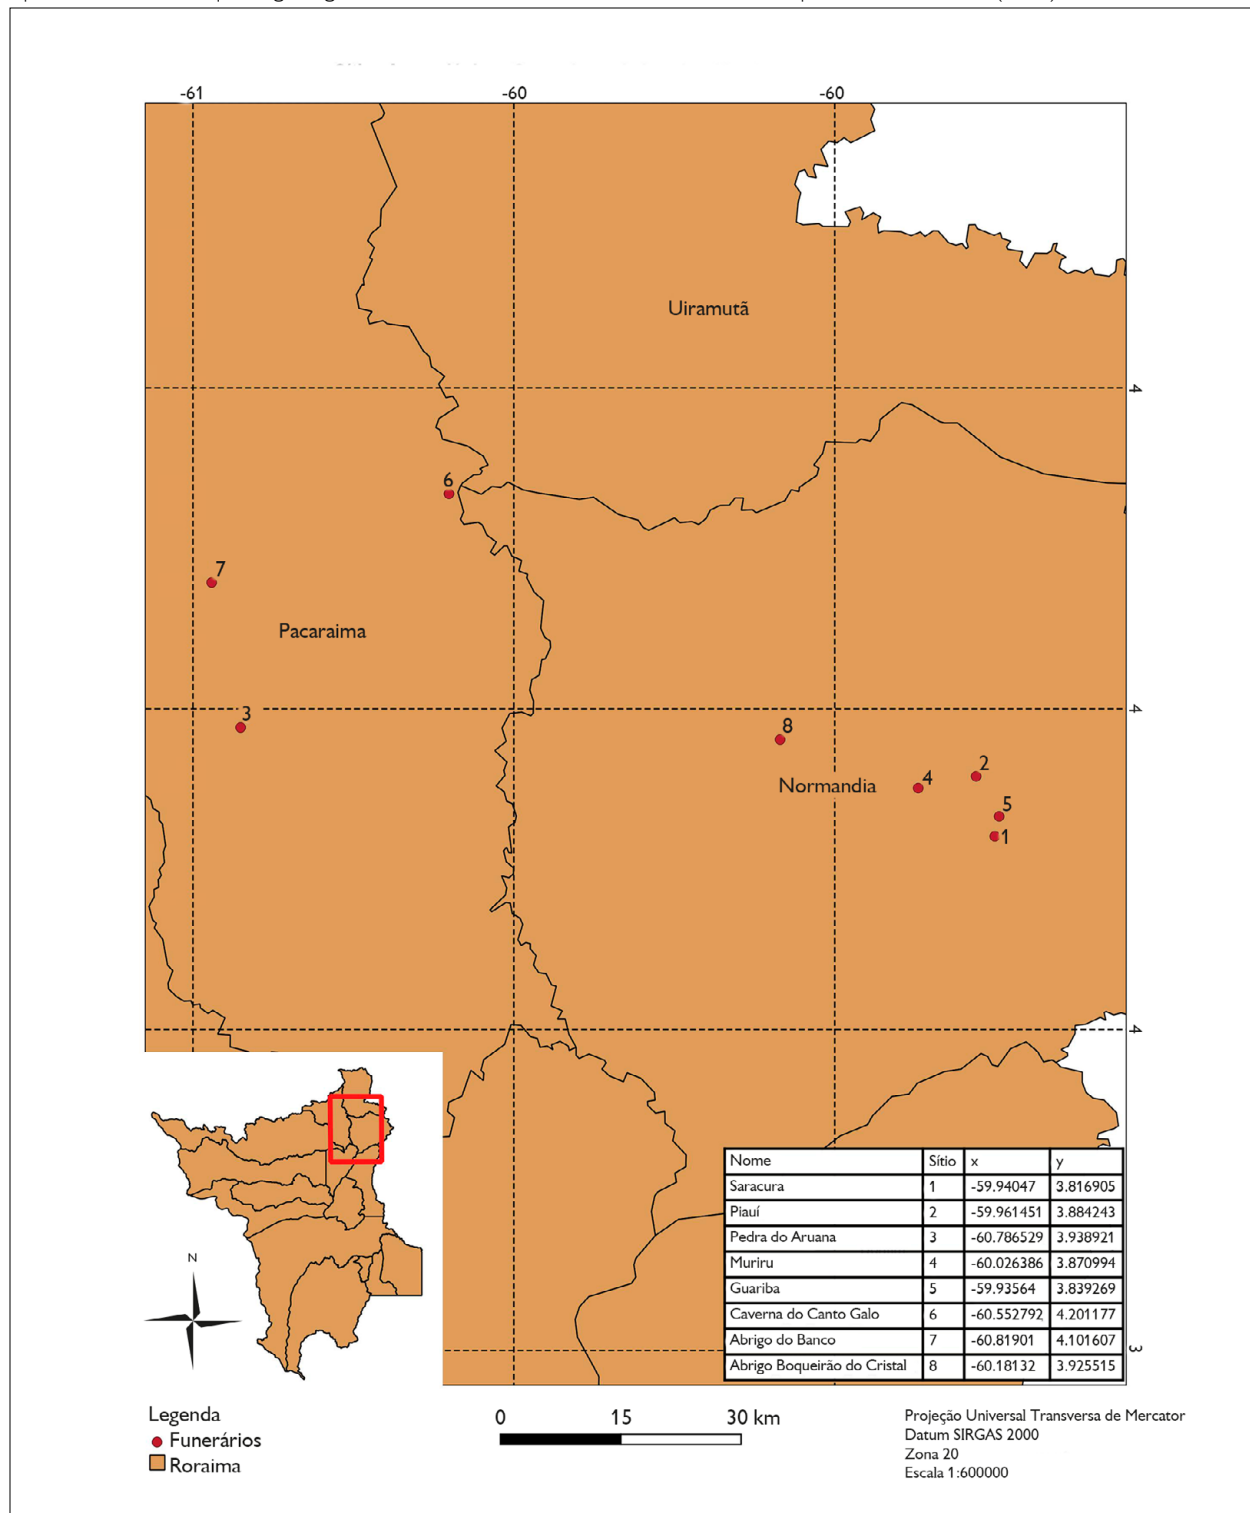 -61 -60 -60
Uiramutã
4
6
7
Pacaraima
3
4
8
2
Normandia
4
5
1
4
Nome Sítio x y
Saracura 1 -59.94047 3.816905
Piauí 2 -59.961451 3.884243
Pedra do Aruana 3 -60.786529 3.938921
Muriru 4 -60.026386 3.870994
Guariba 5 -59.93564 3.839269
Caverna do Canto Galo 6 -60.552792 4.201177
Abrigo do Banco 7 -60.81901 4.101607
Abrigo Boqueirão do Cristal 8 -60.18132 3.925515
3
N
Legenda
Funerários
Roraima
0 15 30 km
Projeção Universal Transversa de Mercator
Datum SIRGAS 2000
Zona 20
Escala 1:600000